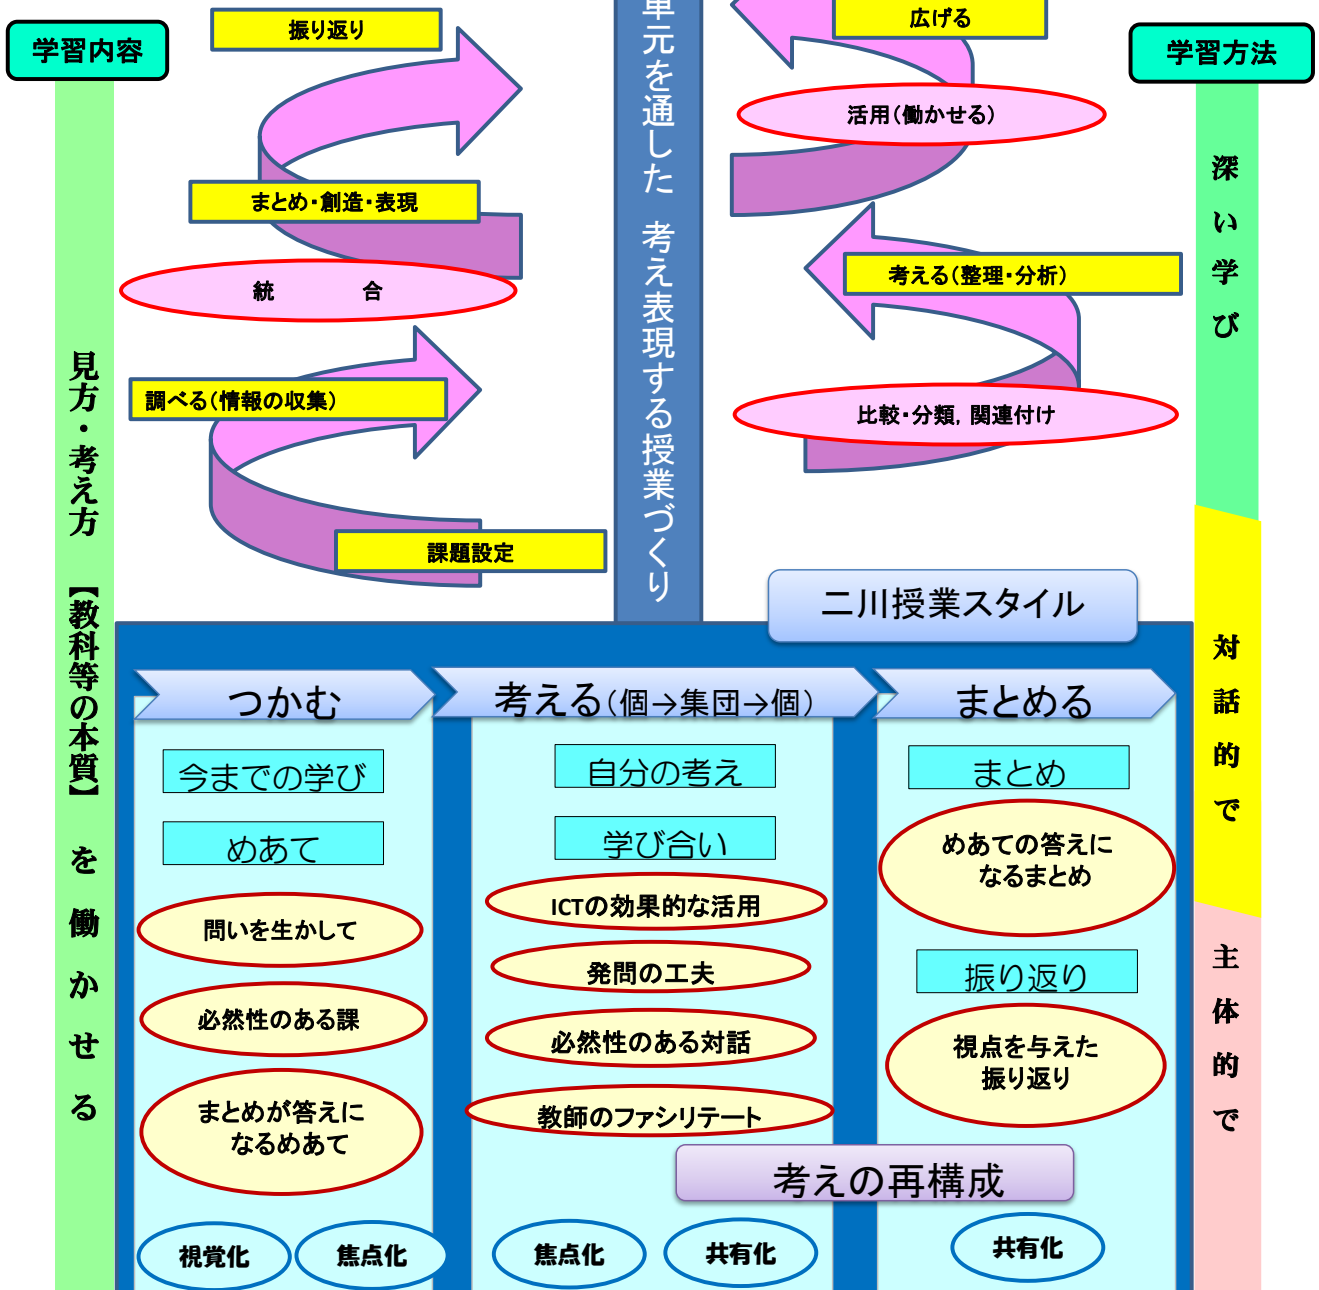 学習内容
振り返り
まとめ・創造・表現
統　合
調べる（情報の収集）
課題設定
単元を通した 考え表現する授業づくり
広げる
活用（働かせる）
考える（整理・分析）
比較・分類，関連付け
学習方法
深い学び
対話的で
主体的で
見方・考え方 【教科等の本質】 を働かせる
二川授業スタイル
つかむ
今までの学び
めあて
問いを生かして
必然性のある課
まとめが答えに
なるめあて
視覚化
焦点化
考える（個→集団→個）
自分の考え
学び合い
ICTの効果的な活用
発問の工夫
必然性のある対話
教師のファシリテート
考えの再構成
焦点化
共有化
まとめる
まとめ
めあての答えに
なるまとめ
振り返り
視点を与えた
振り返り
共有化